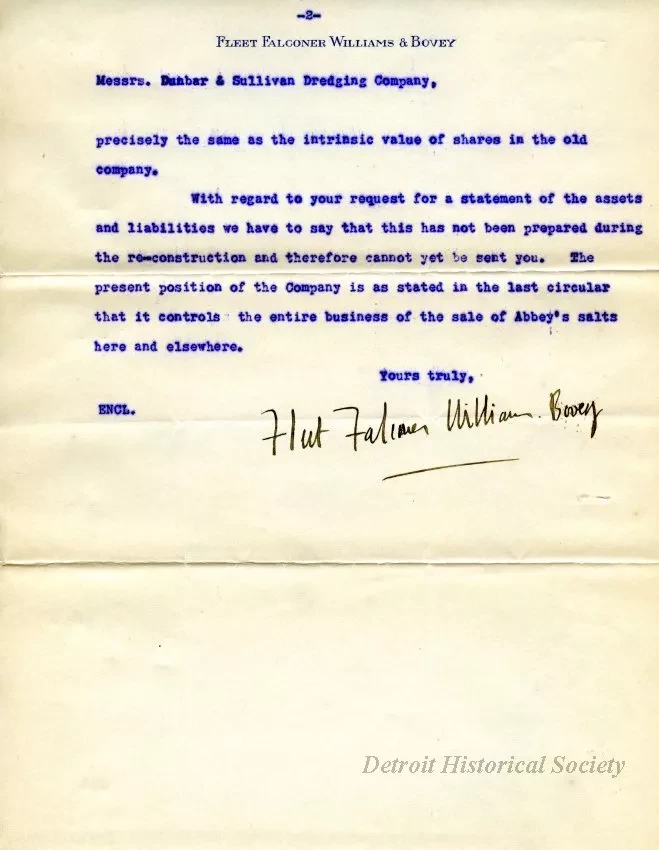 -2-
FLEET FALCONER WILLIAMS & BOVEY
Messrs. Dunbar & Sullivan Dredging Company,
precisely the same as the intrinsic value of shares in the old
company.
With regard to your request for a statement of the assets
and liabilities we have to say that this has not been prepared during
the re-construction and therefore cannot yet be sent you. The
present position of the Company is as stated in the last circular
that it controls the entire business of the sale of Abbey's salts
here and elsewhere.
Yours truly,
ENCL.
Fleet Falconer Williams. Bovey
Detroit Historical Society